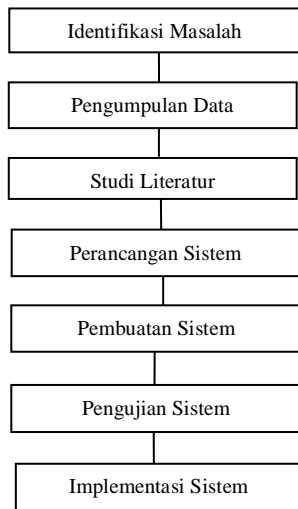 Identifikasi Masalah
Pengumpulan Data
Studi Literatur
Perancangan Sistem
Pembuatan Sistem
Pengujian Sistem
Implementasi Sistem